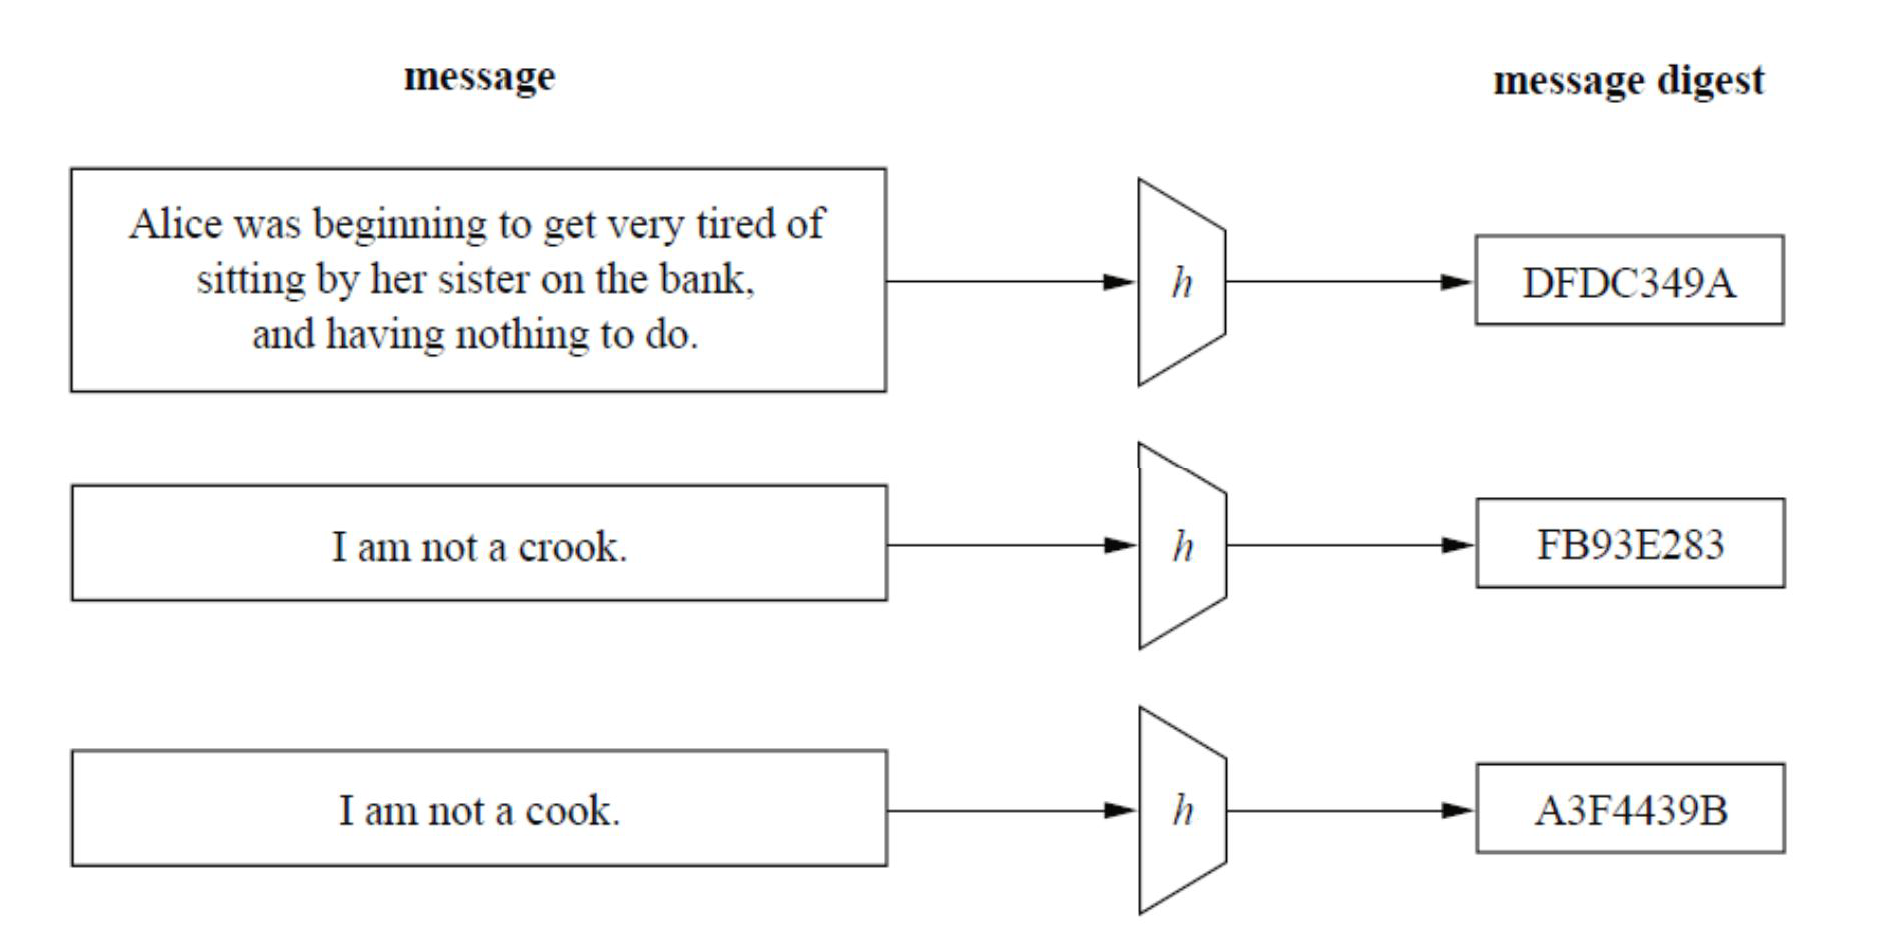 message
message digest
Alice was beginning to get very tired of
sitting by her sister on the bank,
and having nothing to do.
h
DFDC349A
I am not a crook.
h
FB93E283
I am not a cook.
h
A3F4439B